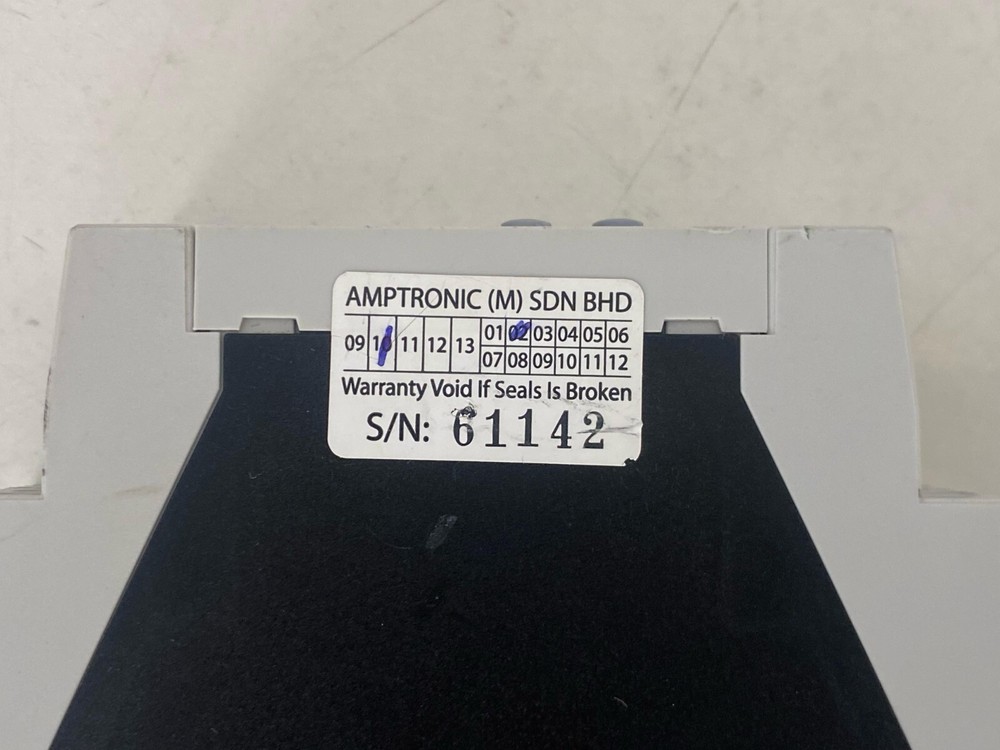 AMPTRONIC (M) SDN BHD
09 10 11 12 13 01 02 03 04 05 06
07 08 09 10 11 12
Warranty Void If Seals Is Broken
S/N: 61142